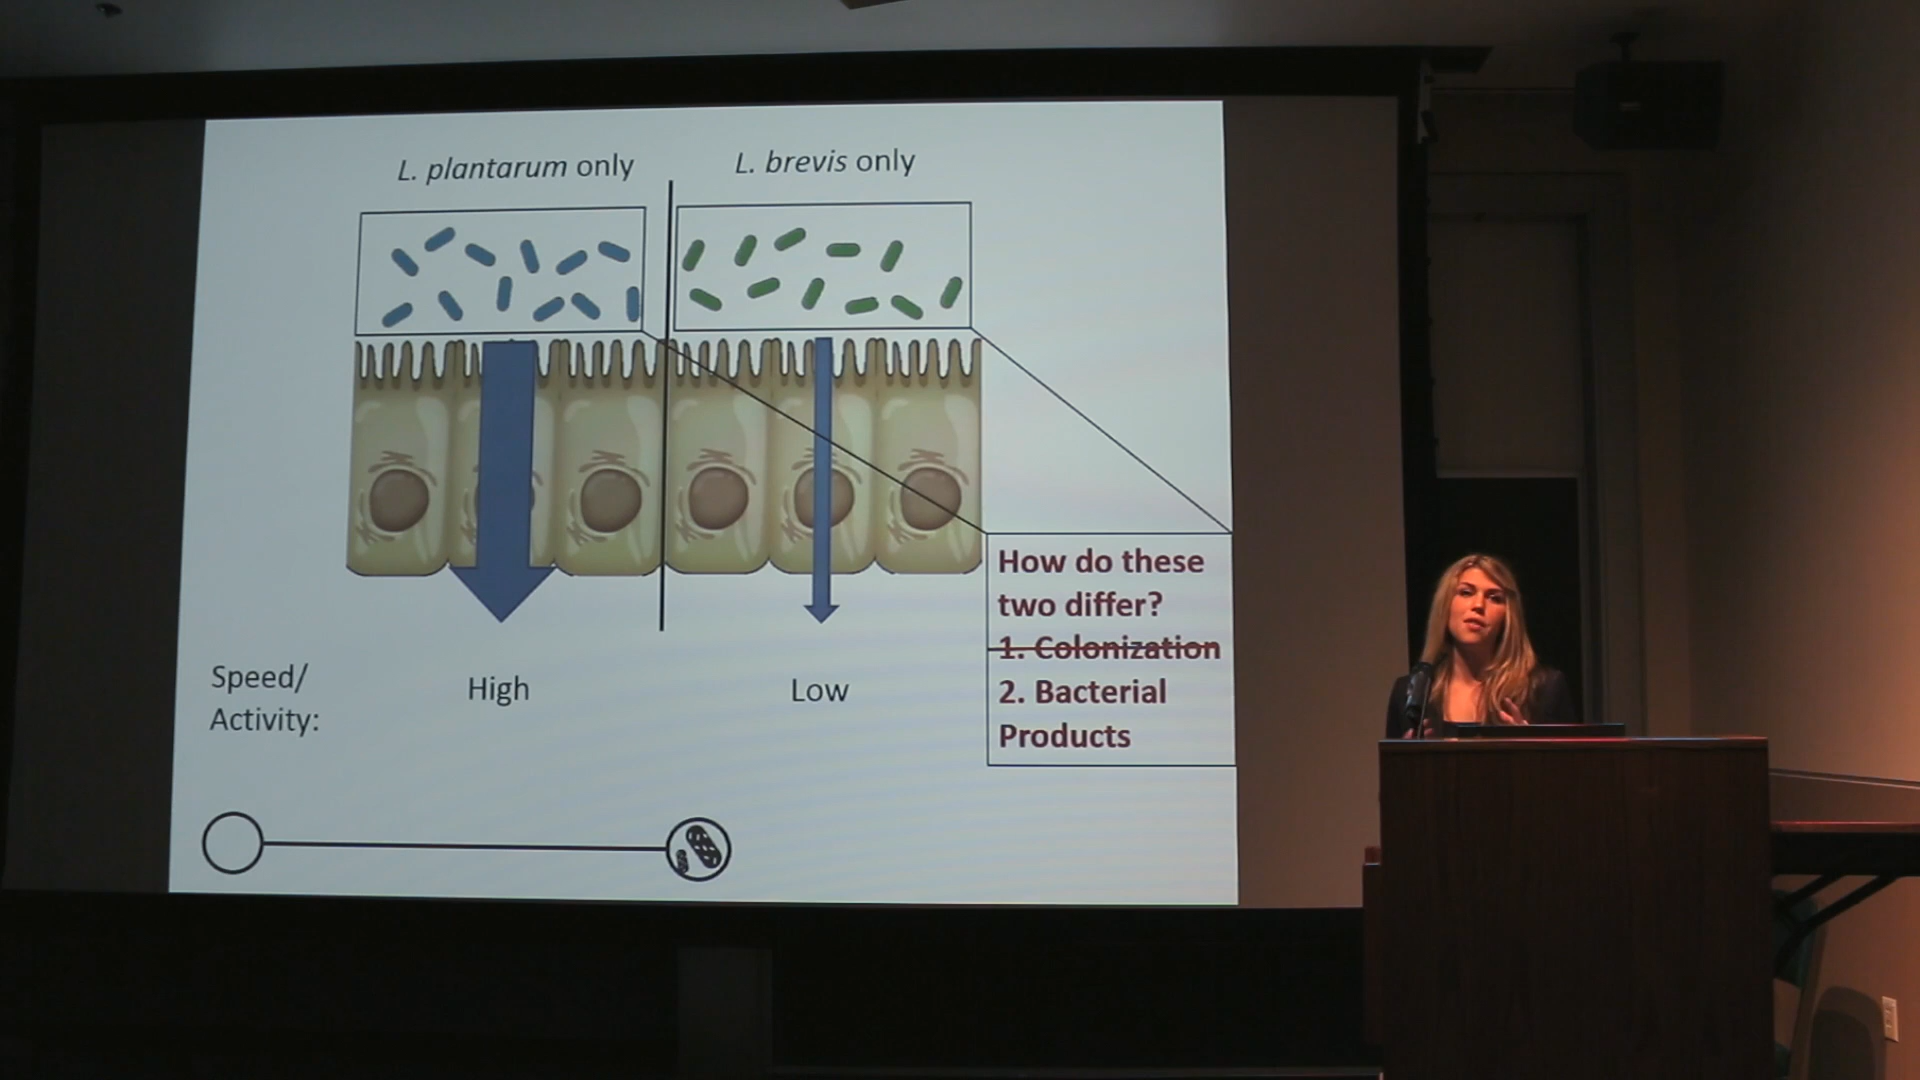 L. plantarum only
L. brevis only
How do these
two differ?
1. Colonization
2. Bacterial
Products
Speed/
Activity:
High
Low